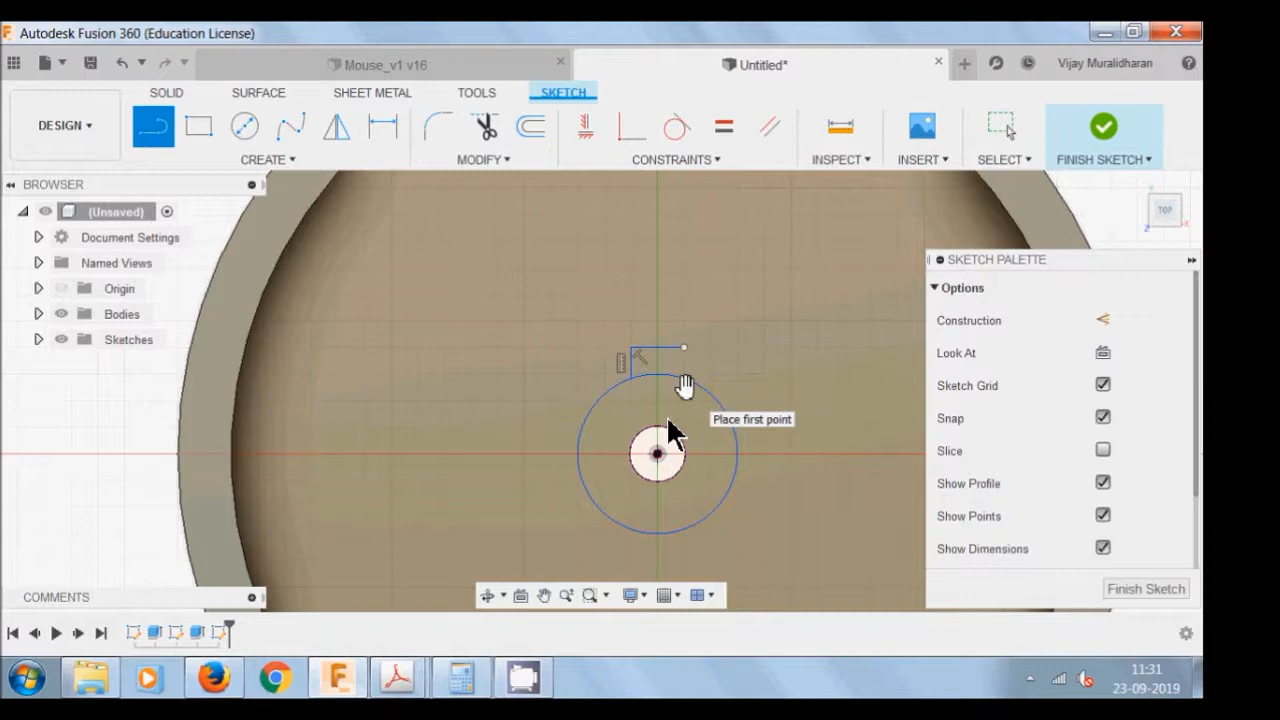 Autodesk Fusion 360 (Education License)
Mouse_v1 v16
Untitled*
Vijay Muralidharan
DESIGN
SOLID
SURFACE
SHEET METAL
TOOLS
SKETCH
CREATE
MODIFY
CONSTRAINTS
INSPECT
INSERT
SELECT
FINISH SKETCH
BROWSER
(Unsaved)
Document Settings
Named Views
Origin
Bodies
Sketches
TOP
SKETCH PALETTE
Options
Construction
Look At
Sketch Grid
Snap
Slice
Show Profile
Show Points
Show Dimensions
Finish Sketch
Place first point
COMMENTS
11:31
23-09-2019